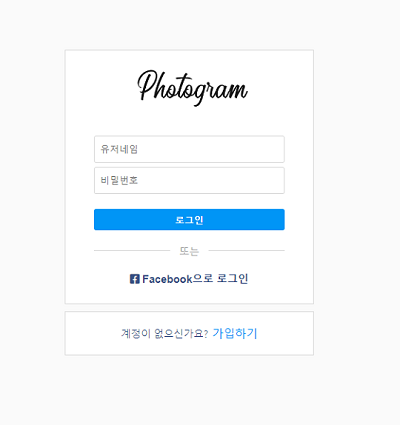 Photogram
유저네임
비밀번호
로그인
또는
Facebook으로 로그인
계정이 없으신가요? 가입하기